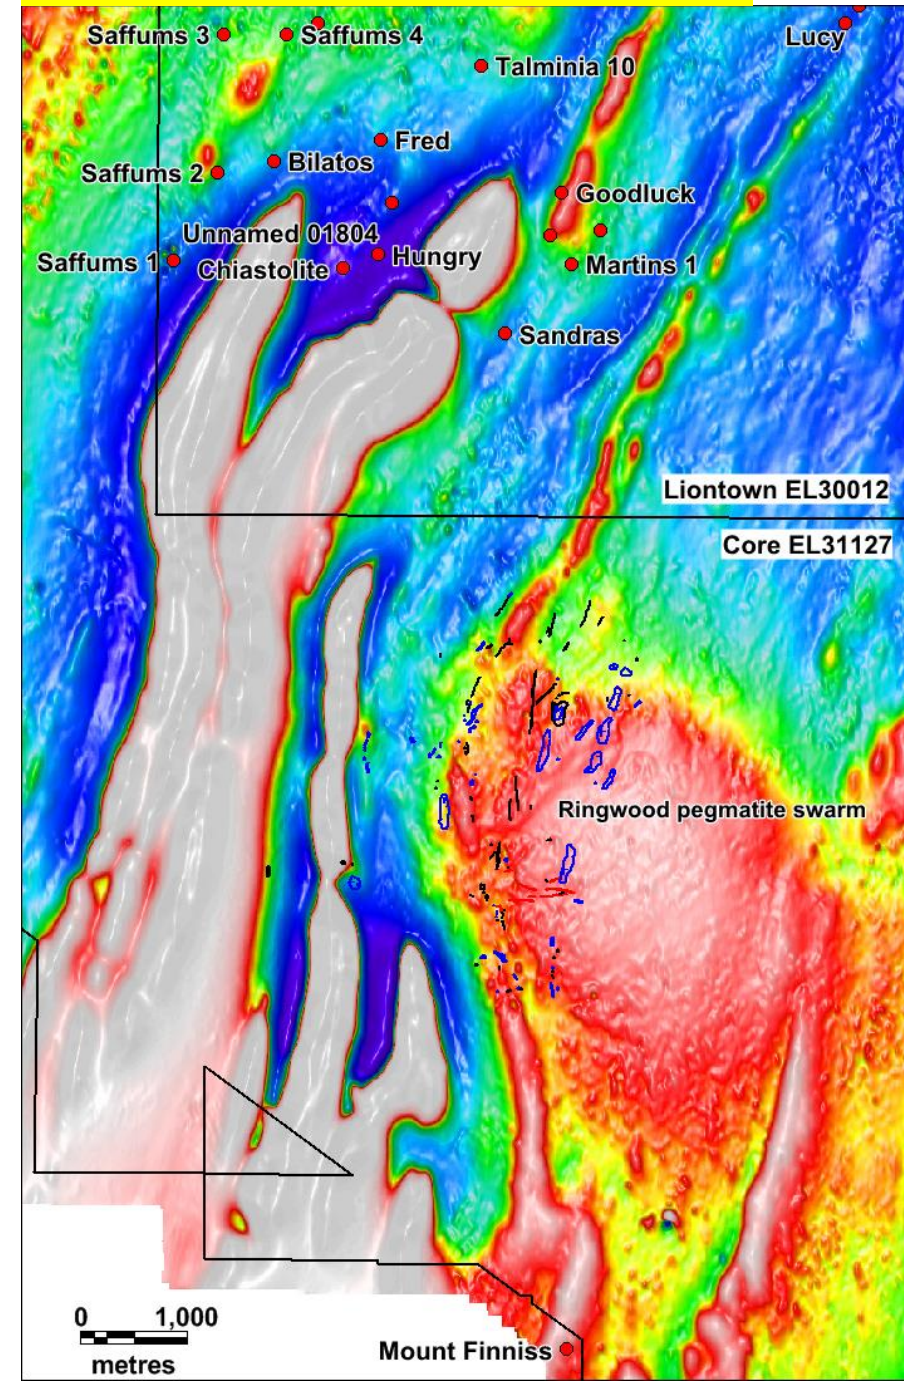 Saffums 3
Saffums 4
Lucy
Talminia 10
Fred
Bilatos
Saffums 2
Goodluck
Unnamed 01804
Saffums 1
Hungry
Chiastolite
Martins 1
Sandras
Liontown EL30012
Core EL31127
Ringwood pegmatite swarm
0 1,000
metres
Mount Finniss